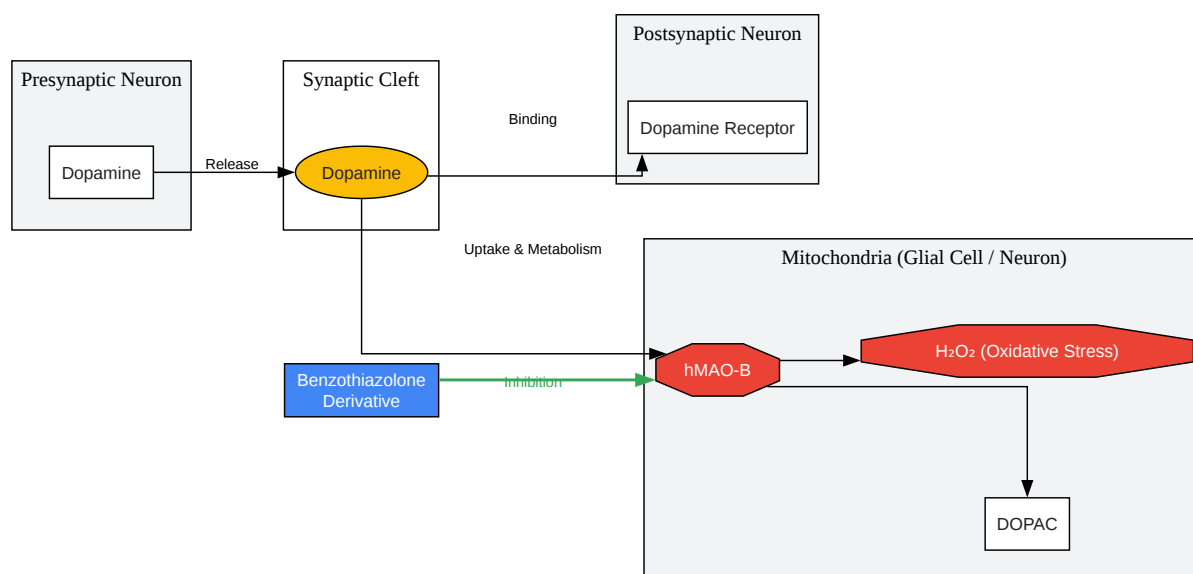 Postsynaptic Neuron
Presynaptic Neuron
Synaptic Cleft
Binding
Dopamine Receptor
Dopamine
Release
Dopamine
Uptake & Metabolism
Mitochondria (Glial Cell / Neuron)
H₂O₂ (Oxidative Stress)
hMAO-B
Benzothiazolone
Derivative
Inhibition
DOPAC